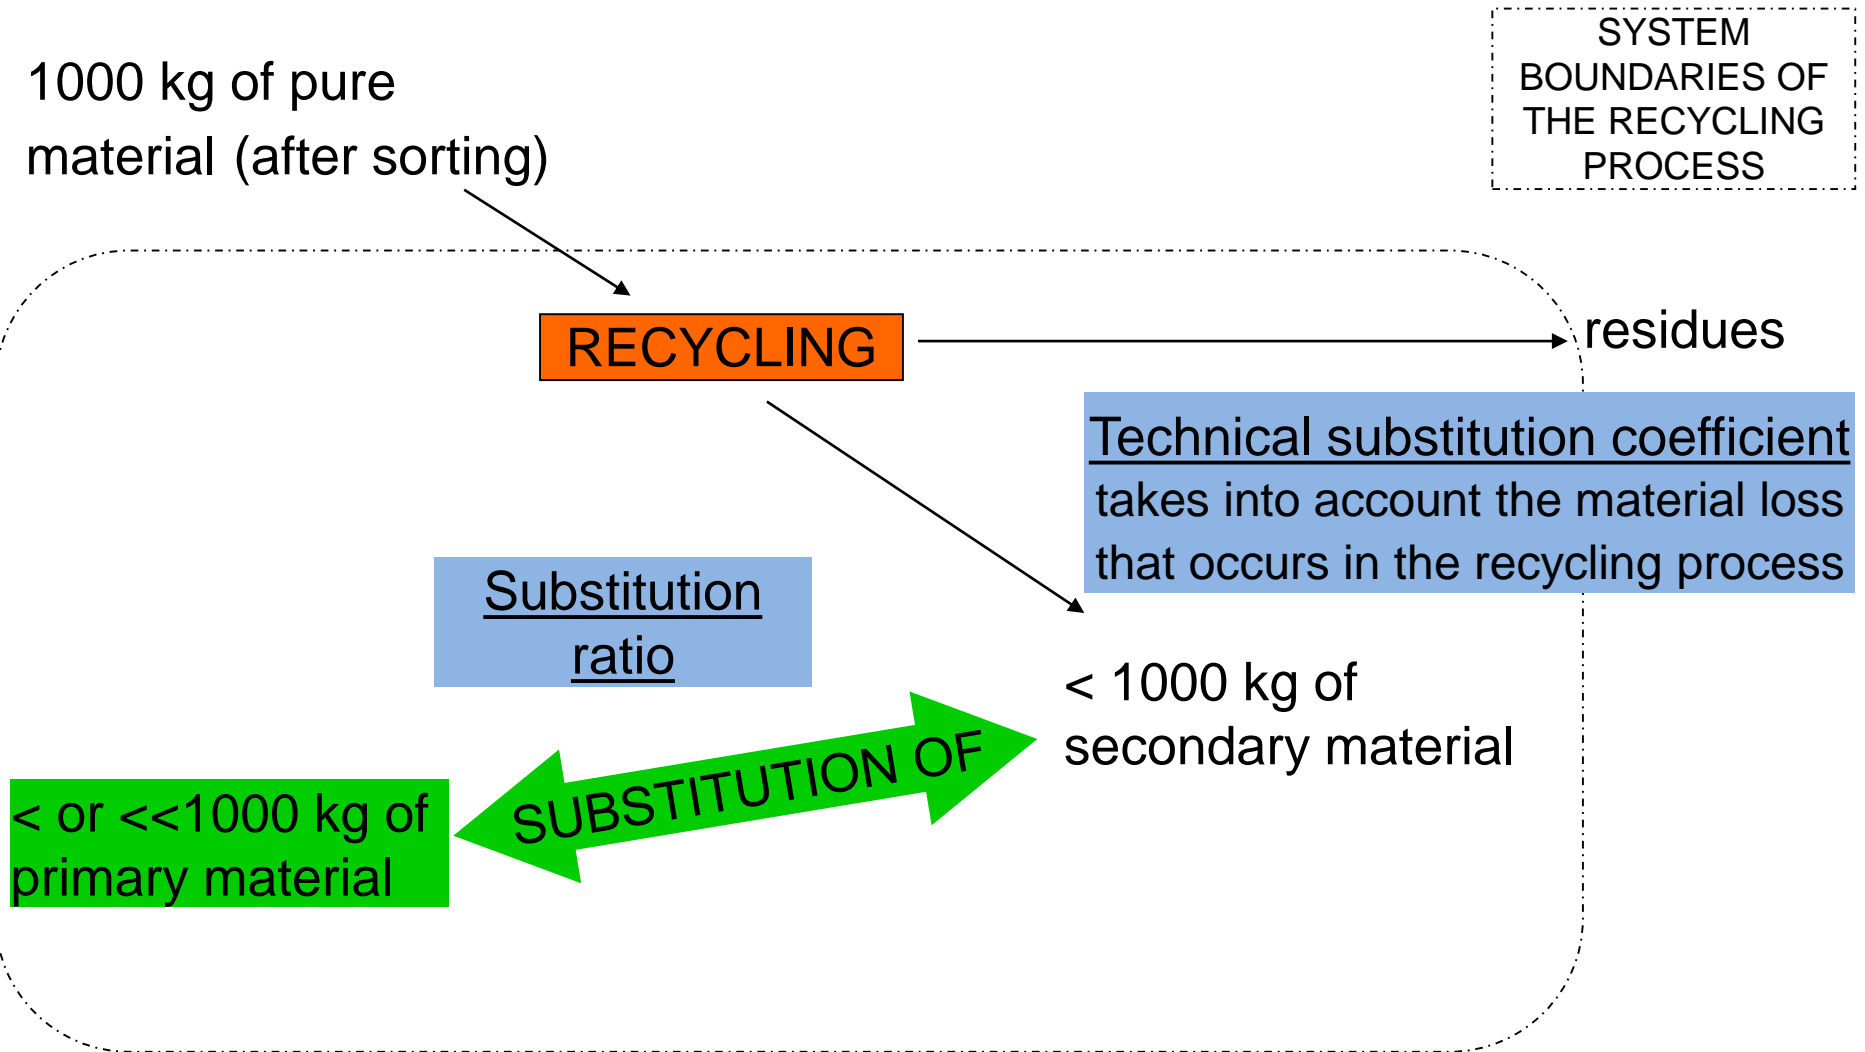 SYSTEM
BOUNDARIES OF
THE RECYCLING
PROCESS
1000 kg of pure
material (after sorting)
RECYCLING
residues
Technical substitution coefficient
takes into account the material loss
that occurs in the recycling process
Substitution
ratio
< 1000 kg of
secondary material
SUBSTITUTION OF
< or <<1000 kg of
primary material